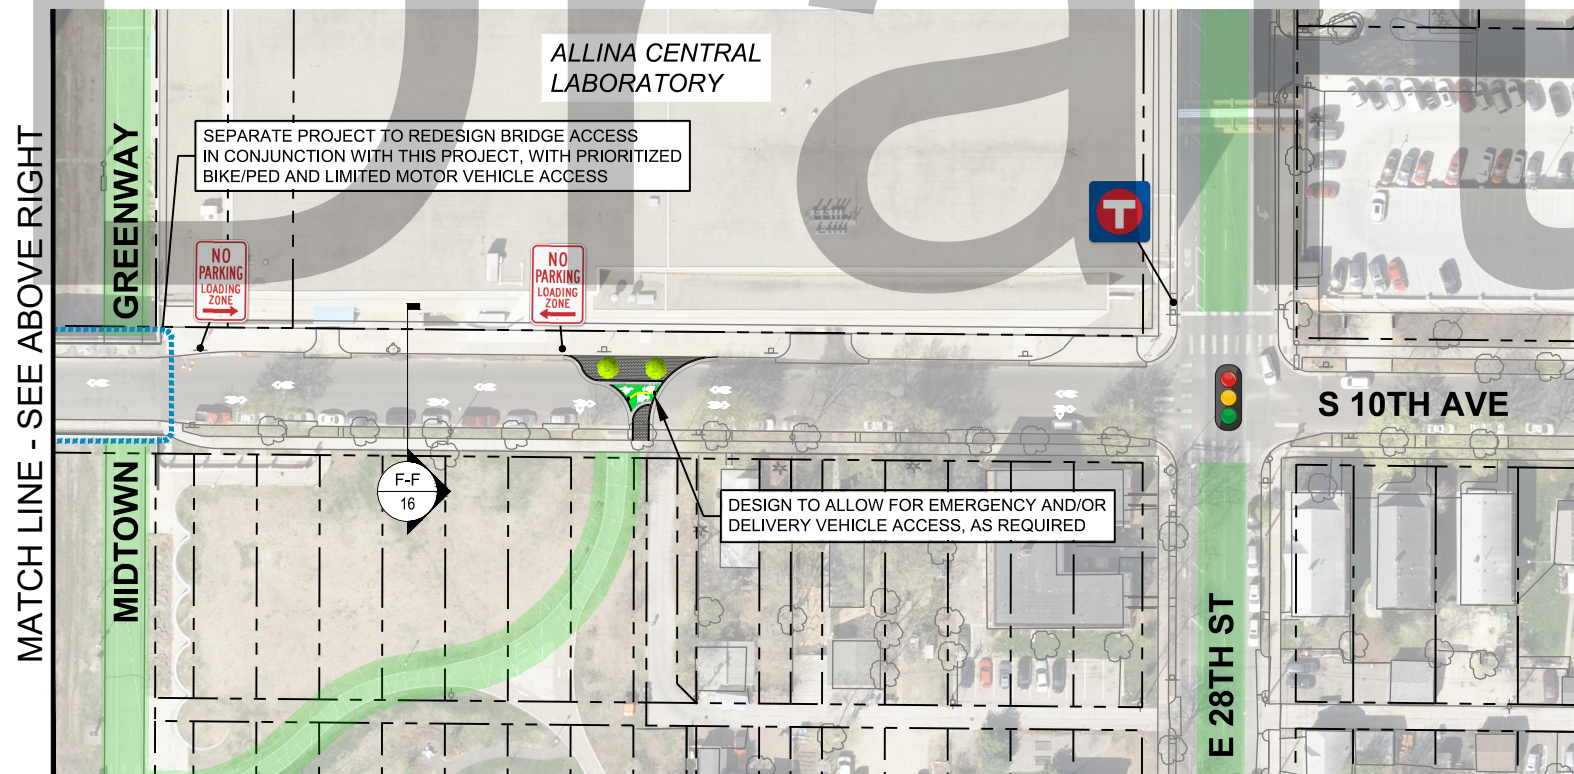 Draft
ALLINA CENTRAL
LABORATORY
SEPARATE PROJECT TO REDESIGN BRIDGE ACCESS
IN CONJUNCTION WITH THIS PROJECT, WITH PRIORITIZED
BIKE/PED AND LIMITED MOTOR VEHICLE ACCESS
MATCH LINE - SEE ABOVE RIGHT
GREENWAY
MIDTOWN
NO
PARKING
LOADING
ZONE
NO
PARKING
LOADING
ZONE
T
S 10TH AVE
F-F
16
DESIGN TO ALLOW FOR EMERGENCY AND/OR
DELIVERY VEHICLE ACCESS, AS REQUIRED
E 28TH ST